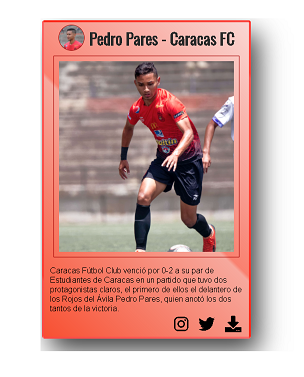 Pedro Pares - Caracas FC
Caracas Fútbol Club venció por 0-2 a su par de
Estudiantes de Caracas en un partido que tuvo dos
protagonistas claros, el primero de ellos el delantero de
los Rojos del Ávila Pedro Pares, quien anotó los dos
tantos de la victoria.